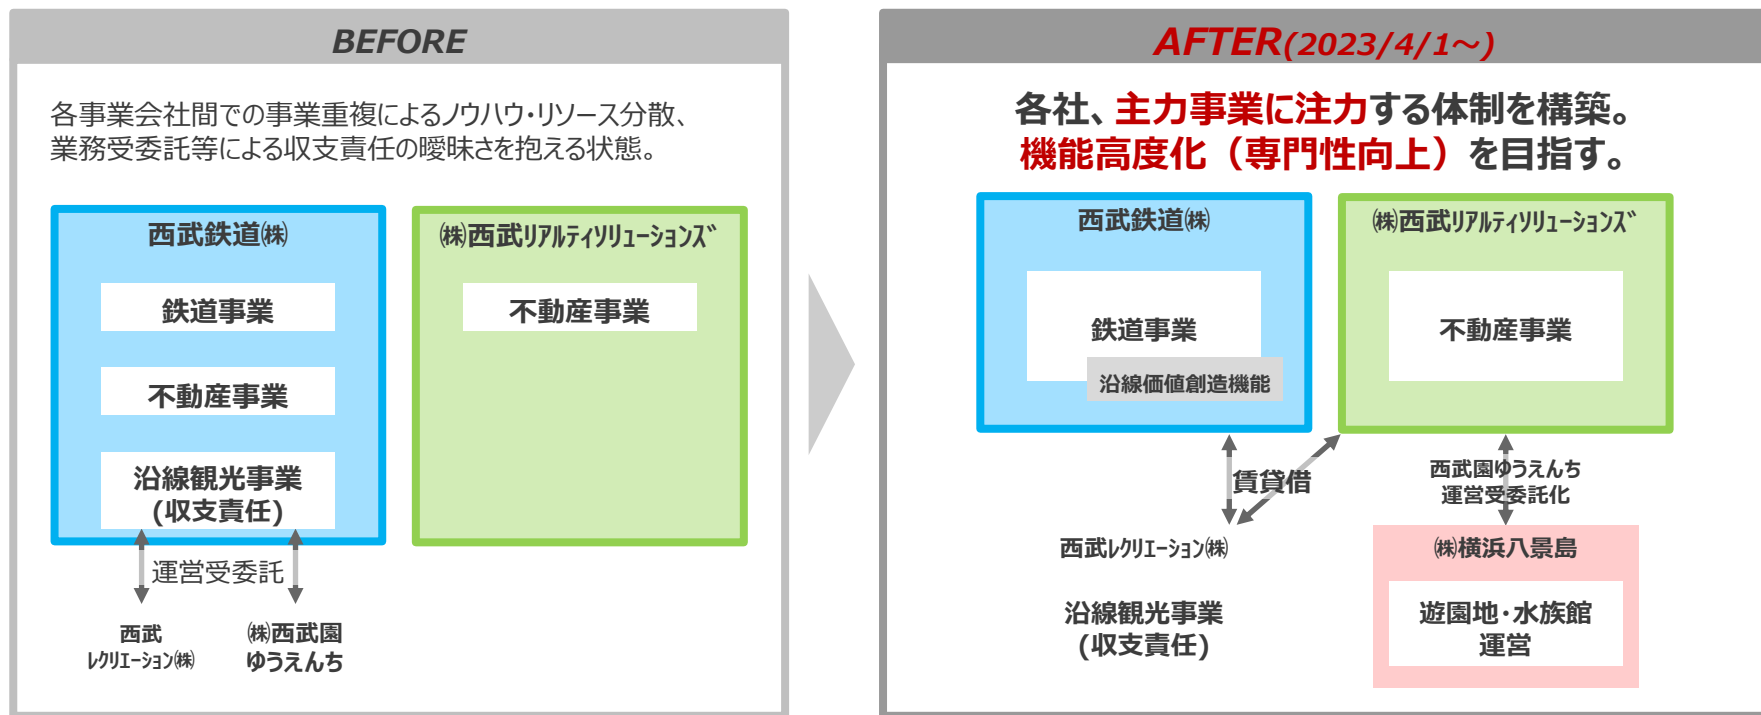 BEFORE
各事業会社間での事業重複によるノウハウ・リソース分散、
業務受委託等による収支責任の曖昧さを抱える状態。
西武鉄道㈱
鉄道事業
不動産事業
沿線観光事業
(収支責任)
㈱西武ﾘｱﾙﾃｨｿﾘｭｰｼｮﾝｽﾞ
不動産事業
運営受委託
西武
ﾚｸﾘｴｰｼｮﾝ㈱
㈱西武園
ゆうえんち
AFTER(2023/4/1～)
各社、主力事業に注力する体制を構築。
機能高度化（専門性向上）を目指す。
西武鉄道㈱
鉄道事業
沿線価値創造機能
㈱西武ﾘｱﾙﾃｨｿﾘｭｰｼｮﾝｽﾞ
不動産事業
賃貸借
西武園ゆうえんち
運営受委託化
西武ﾚｸﾘｴｰｼｮﾝ㈱
沿線観光事業
(収支責任)
㈱横浜八景島
遊園地・水族館
運営